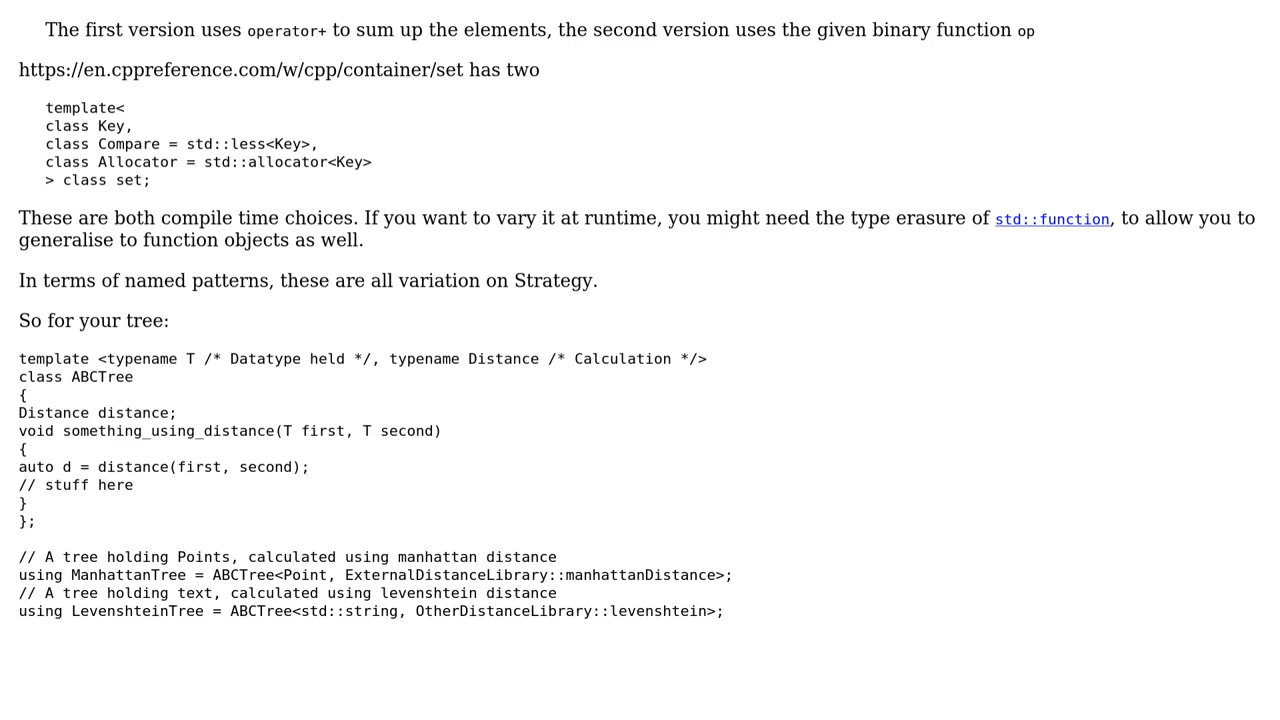 The first version uses operator+ to sum up the elements, the second version uses the given binary function op
https://en.cppreference.com/w/cpp/container/set has two
template<
class Key,
class Compare = std::less<Key>,
class Allocator = std::allocator<Key>
> class set;
These are both compile time choices. If you want to vary it at runtime, you might need the type erasure of std::function, to allow you to
generalise to function objects as well.
In terms of named patterns, these are all variation on Strategy.
So for your tree:
template <typename T /* Datatype held */, typename Distance /* Calculation */>
class ABCTree
{
Distance distance;
void something_using_distance(T first, T second)
{
auto d = distance(first, second);
// stuff here
}
};
// A tree holding Points, calculated using manhattan distance
using ManhattanTree = ABCTree<Point, ExternalDistanceLibrary::manhattanDistance>;
// A tree holding text, calculated using levenshtein distance
using LevenshteinTree = ABCTree<std::string, OtherDistanceLibrary::levenshtein>;